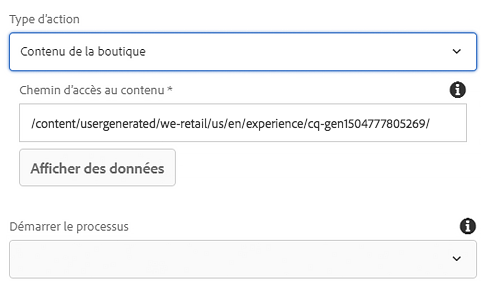 Type d'action
Contenu de la boutique
Chemin d'accès au contenu *
/content/usergenerated/we-retail/us/en/experience/cq-gen1504777805269/
Afficher des données
Démarrer le processus